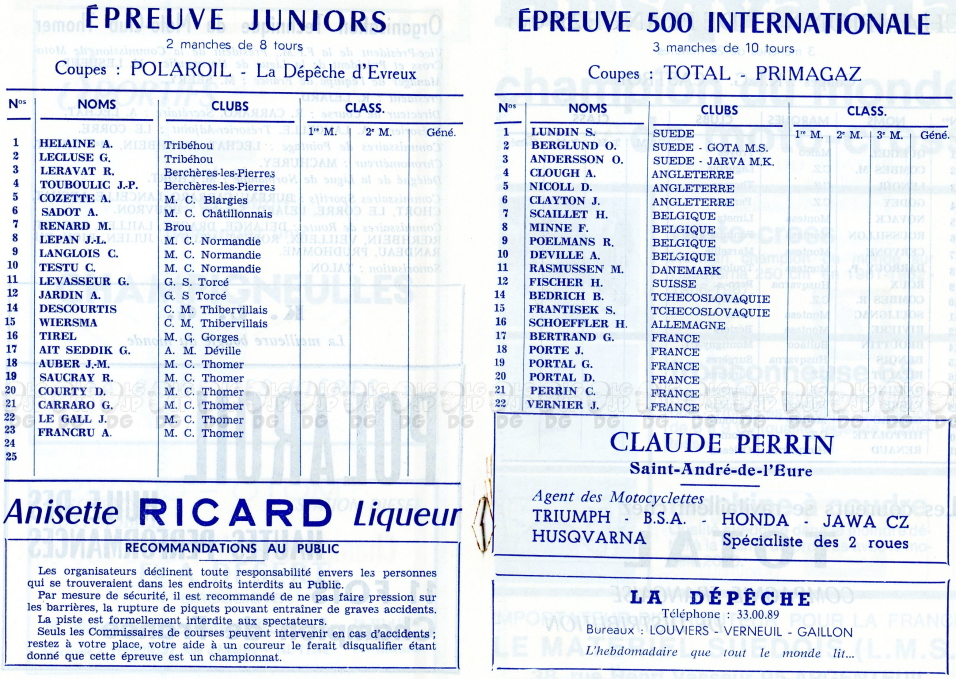 ÉPREUVE JUNIORS
2 manches de 8 tours
Coupes : POLAROIL - La Dépêche d'Evreux
Nos NOMS CLUBS CLASS.
1re M. 2e M. Géné.
1 HELAINE A. Tribéhou
2 LECLUSE G. Tribéhou
3 LERAVAT R. Berchères-les-Pierres
4 TOUBOULIC J.-P. Berchères-les-Pierres
5 COZETTE A. M. C. Blargies
6 SADOT A. M. C. Châtillonnais
7 RENARD M. Brou
8 LEPAN J.-L. M. C. Normandie
9 LANGLOIS C. M. C. Normandie
10 TESTU C. M. C. Normandie
11 LEVASSEUR G. G. S. Torcé
12 JARDIN A. G. S Torcé
14 DESCOURTIS C. M. Thibervillais
15 WIERSMA C. M. Thibervillais
16 TIREL M. C. Gorges
17 AIT SEDDIK G. A. M. Déville
18 AUBER J.-M. M. C. Thomer
19 SAUCRAY R. M. C. Thomer
20 COURTY D. M. C. Thomer
21 CARRARO G. M. C. Thomer
22 LE GALL J. M. C. Thomer
23 FRANCRU A. M. C. Thomer
24
25
Anisette RICARD Liqueur
RECOMMANDATIONS AU PUBLIC
Les organisateurs déclinent toute responsabilité envers les personnes
qui se trouveraient dans les endroits interdits au Public.
Par mesure de sécurité, il est recommandé de ne pas faire pression sur
les barrières, la rupture de piquets pouvant entraîner de graves accidents.
La piste est formellement interdite aux spectateurs.
Seuls les Commissaires de courses peuvent intervenir en cas d'accidents ;
restez à votre place, votre aide à un coureur le ferait disqualifier étant
donné que cette épreuve est un championnat.
ÉPREUVE 500 INTERNATIONALE
3 manches de 10 tours
Coupes : TOTAL - PRIMAGAZ
Nos NOMS CLUBS CLASS.
1re M. 2e M. 3e M. Géné.
1 LUNDIN S. SUEDE
2 BERGLUND O. SUEDE - GOTA M.S.
3 ANDERSSON O. SUEDE - JARVA M.K.
4 CLOUGH A. ANGLETERRE
5 NICOLL D. ANGLETERRE
6 CLAYTON J. ANGLETERRE
7 SCAILLET H. BELGIQUE
8 MINNE F. BELGIQUE
9 POELMANS R. BELGIQUE
10 DEVILLE A. BELGIQUE
11 RASMUSSEN M. DANEMARK
12 FISCHER H. SUISSE
14 BEDRICH B. TCHECOSLOVAQUIE
15 FRANTISEK S. TCHECOSLOVAQUIE
16 SCHOEFFLER H. ALLEMAGNE
17 BERTRAND G. FRANCE
18 PORTE J. FRANCE
19 PORTAL G. FRANCE
20 PORTAL D. FRANCE
21 PERRIN C. FRANCE
22 VERNIER J. FRANCE
CLAUDE PERRIN
Saint-André-de-l'Eure
Agent des Motocyclettes
TRIUMPH - B.S.A. - HONDA - JAWA CZ
HUSQVARNA Spécialiste des 2 roues
LA DÉPÊCHE
Téléphone : 33.00.89
Bureaux : LOUVIERS - VERNEUIL - GAILLON
L'hebdomadaire que tout le monde lit...